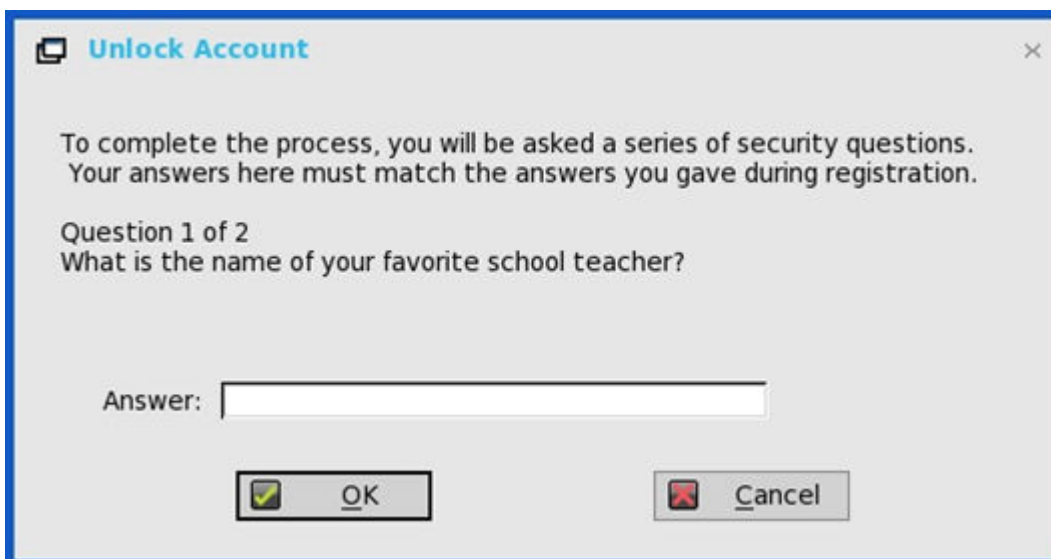 Unlock Account
To complete the process, you will be asked a series of security questions.
Your answers here must match the answers you gave during registration.
Question 1 of 2
What is the name of your favorite school teacher?
Answer:
OK
Cancel